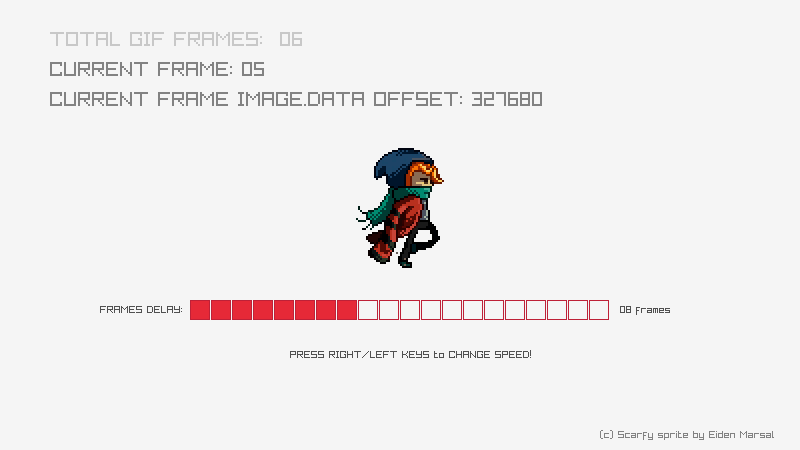 TOTAL GIF FRAMES: 06
CURRENT FRAME: 05
CURRENT FRAME IMAGE.DATA OFFSET: 327680
FRAMES DELAY: 08 frames
PRESS RIGHT/LEFT KEYS to CHANGE SPEED!
(c) Scarfy sprite by Eiden Marsal